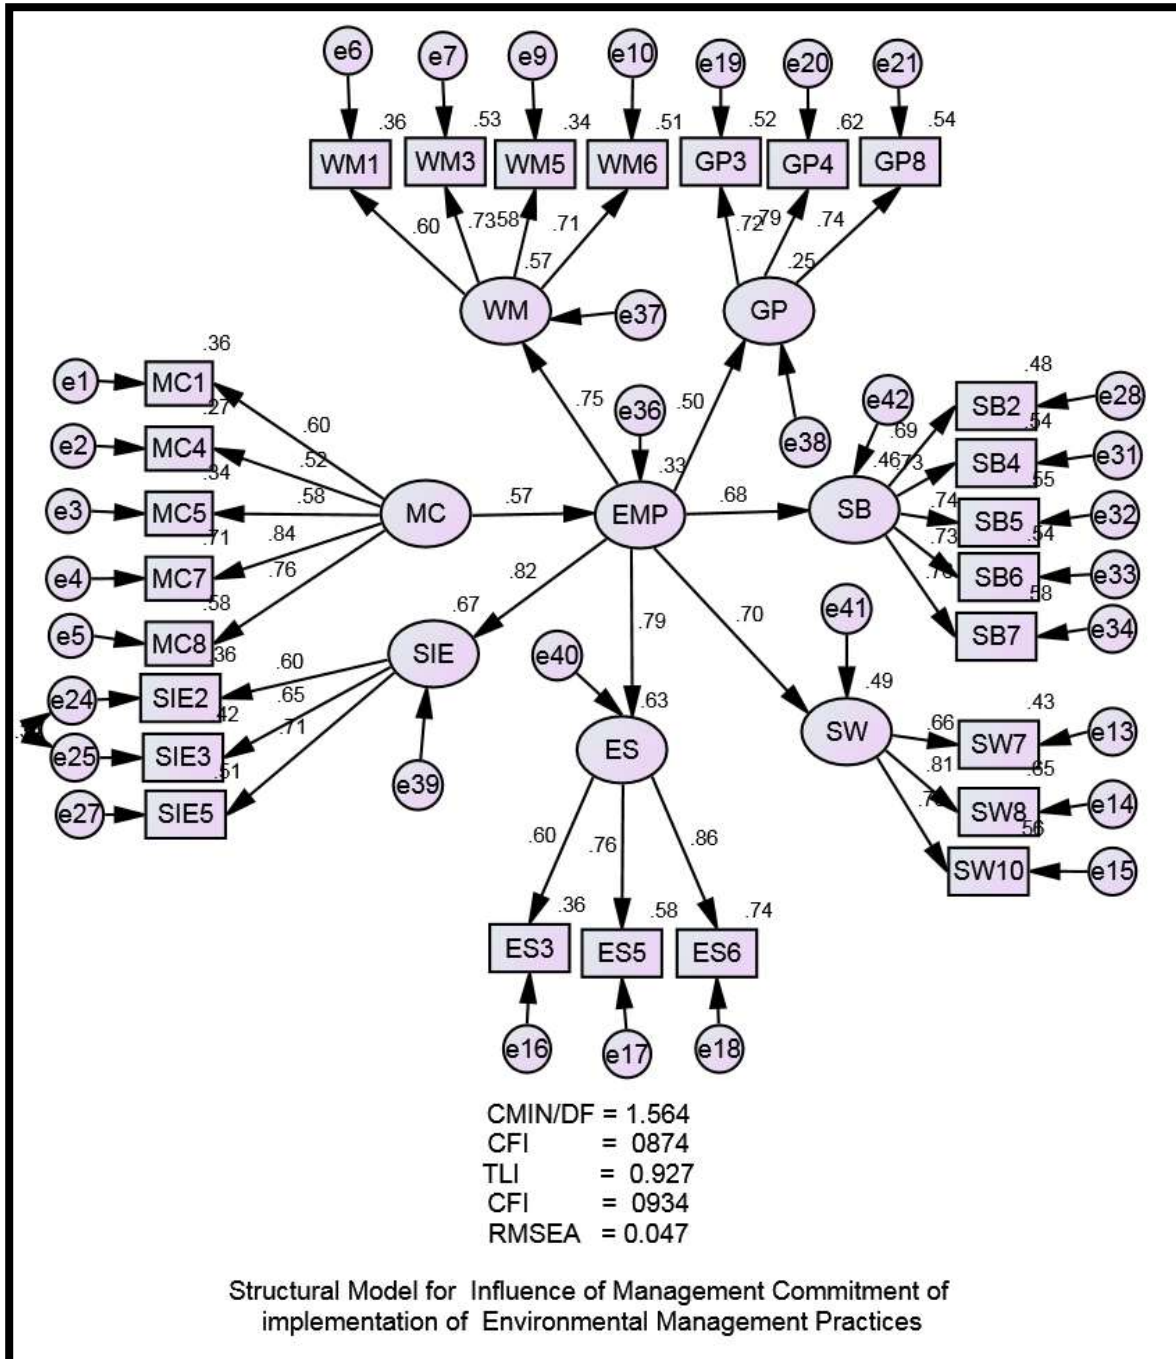 e6 e7 e9 e10 e19 e20 e21
.36 .53 .34 .51 .52 .62 .54
WM1 WM3 WM5 WM6 GP3 GP4 GP8
.60 .73 .58 .71 .72 .79 .74
.57 .25
WM e37 GP
.36 .48
e1 MC1 .75 e36 .50 e38 e42 SB2 e28
.27 .60 .69 .54
e2 MC4 .52 .33 .46 .73 SB4 e31
.34 .58 .55
e3 MC5 MC .57 EMP .68 SB .74 SB5 e32
.71 .84 .73 .54
e4 MC7 .76 .82 SB6 e33
.58 .67 .79 .70 e41 .58
e5 MC8 SIE SB7 e34
.36 .60 e40
e24 SIE2 .65 .63 .49 .43
.42 .71 ES SW .66 SW7 e13
e25 SIE3 e39 .81 .65
.51 SW8 e14
e27 SIE5 .56
.60 .76 .86 SW10 e15
.36 .58 .74
ES3 ES5 ES6
e16 e17 e18
CMIN/DF = 1.564
CFI = 0874
TLI = 0.927
CFI = 0934
RMSEA = 0.047
Structural Model for Influence of Management Commitment of
implementation of Environmental Management Practices